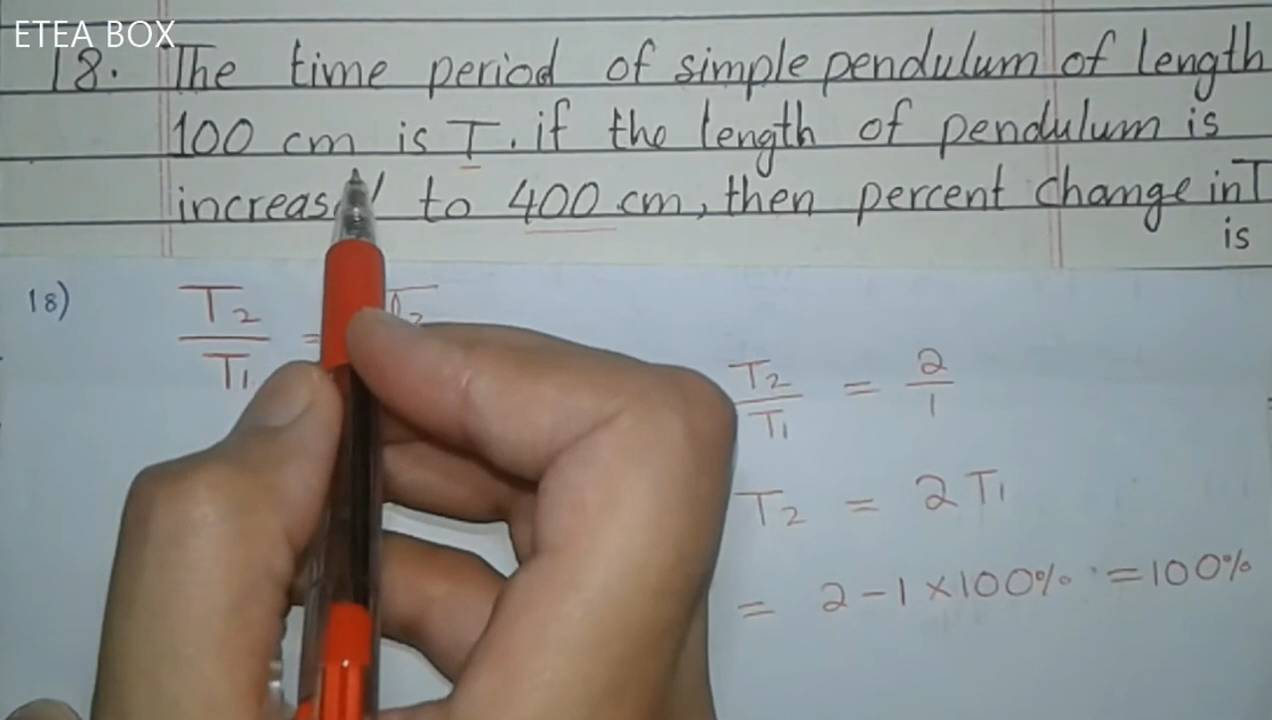 ETEA BOX
18. The time period of simple pendulum of length
100 cm is T. if the length of pendulum is
to 400 cm, then percent change in T
is
18)
T2 / T1 =
T2 / T1 = 2 / 1
T2 = 2 T1
= 2 - 1 × 100% = 100%